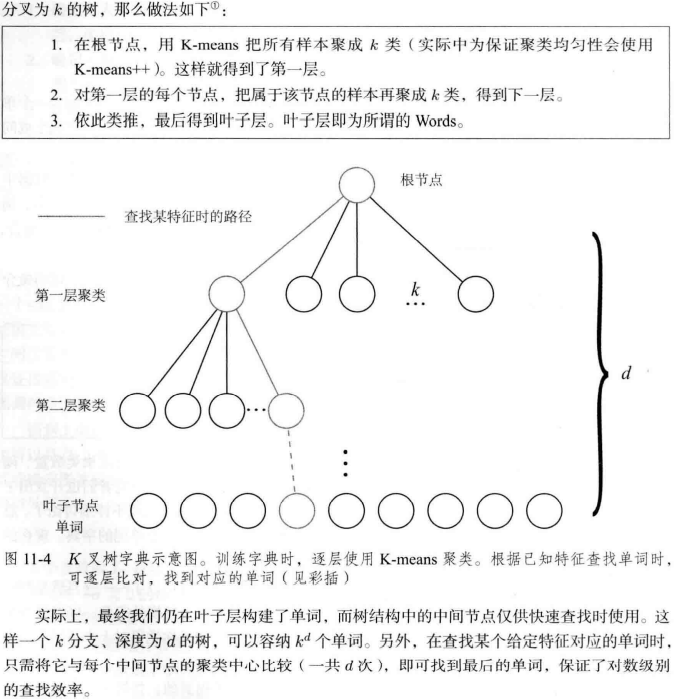 分叉为 k 的树，那么做法如下①：
1. 在根节点，用 K-means 把所有样本聚成 k 类（实际中为保证聚类均匀性会使用
K-means++）。这样就得到了第一层。
2. 对第一层的每个节点，把属于该节点的样本再聚成 k 类，得到下一层。
3. 依此类推，最后得到叶子层。叶子层即为所谓的 Words。
根节点
查找某特征时的路径
第一层聚类
k
...
d
第二层聚类
...
叶子节点
单词
图 11-4 K 叉树字典示意图。训练字典时，逐层使用 K-means 聚类。根据已知特征查找单词时，
可逐层比对，找到对应的单词（见彩插）
实际上，最终我们仍在叶子层构建了单词，而树结构中的中间节点仅供快速查找时使用。这
样一个 k 分支、深度为 d 的树，可以容纳 k^d 个单词。另外，在查找某个给定特征对应的单词时，
只需将它与每个中间节点的聚类中心比较（一共 d 次），即可找到最后的单词，保证了对数级别
的查找效率。